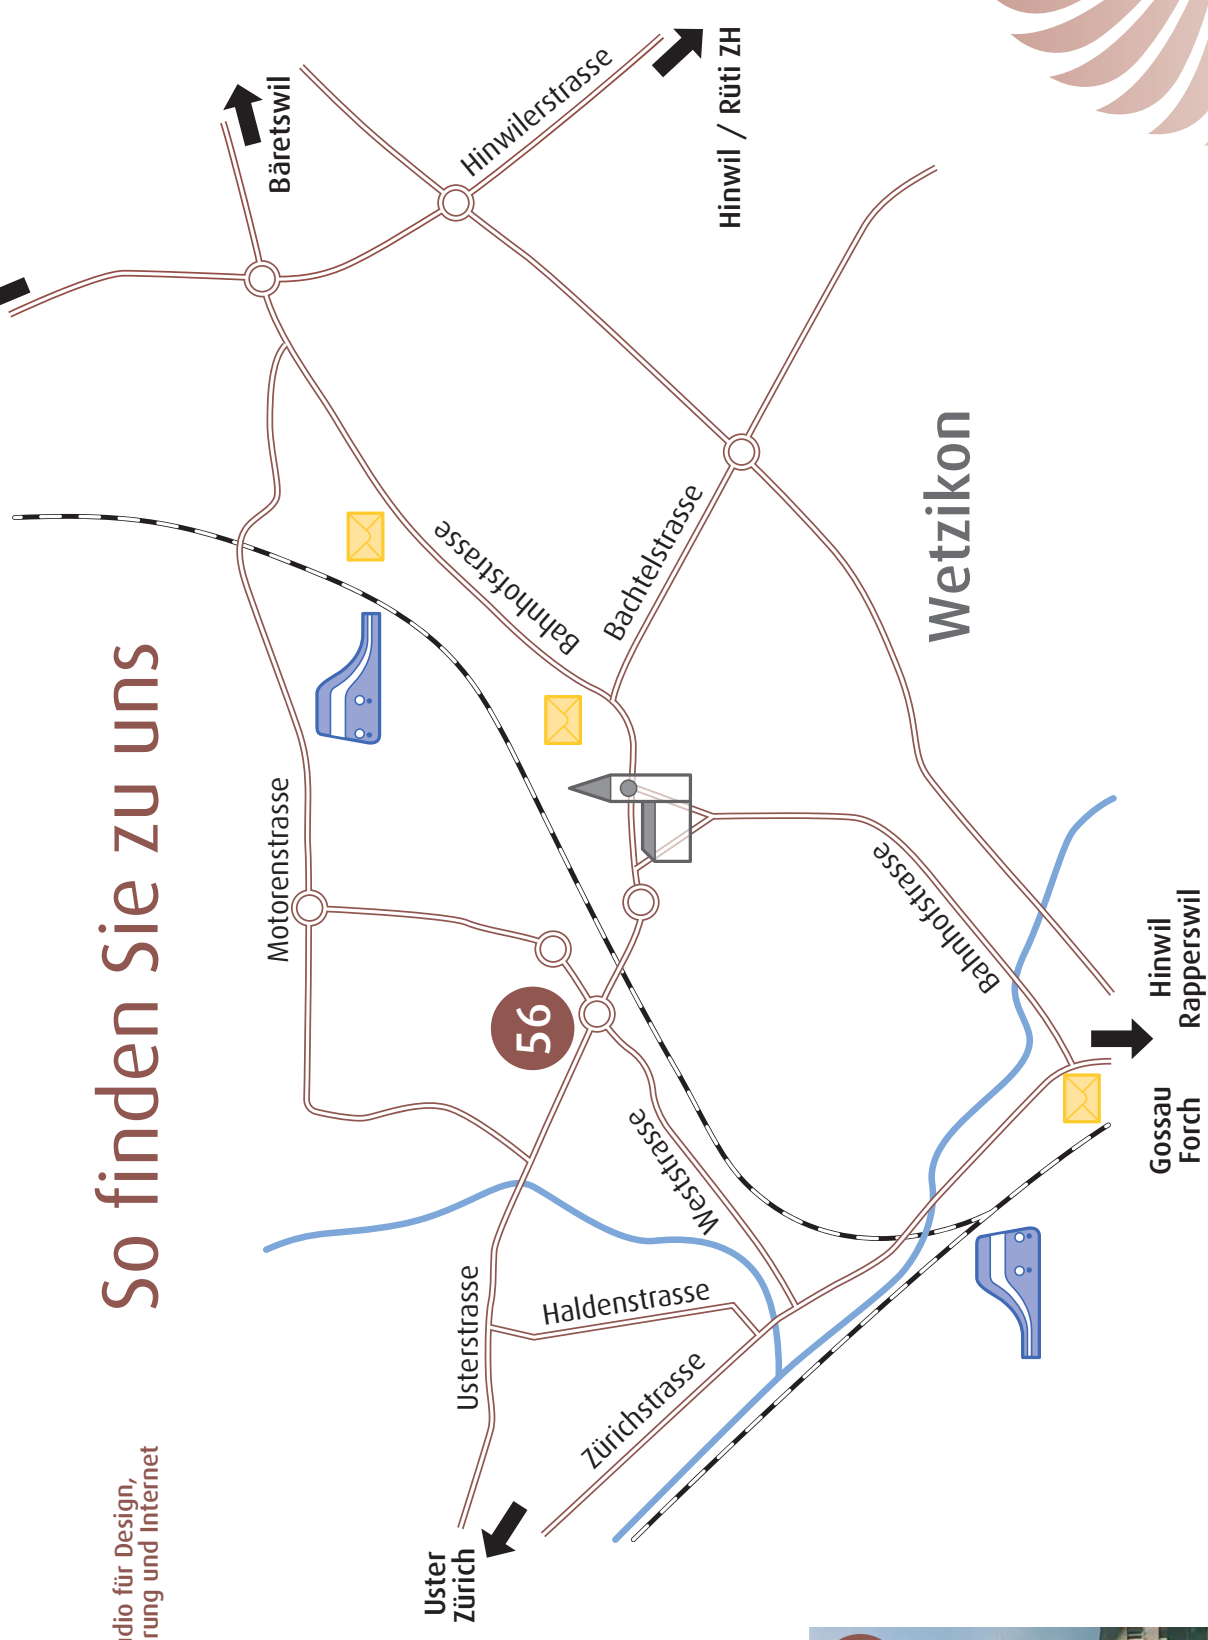 So finden Sie zu uns
dio für Design,
rung und Internet
Bäretswil
Hinwilerstrasse
Hinwil / Rüti ZH
Motorenstrasse
Bahnhofstrasse
Bachtelstrasse
Wetzikon
56
Weststrasse
Bahnhofstrasse
Usterstrasse
Haldenstrasse
Zürichstrasse
Uster
Zürich
Gossau
Forch
Hinwil
Rapperswil